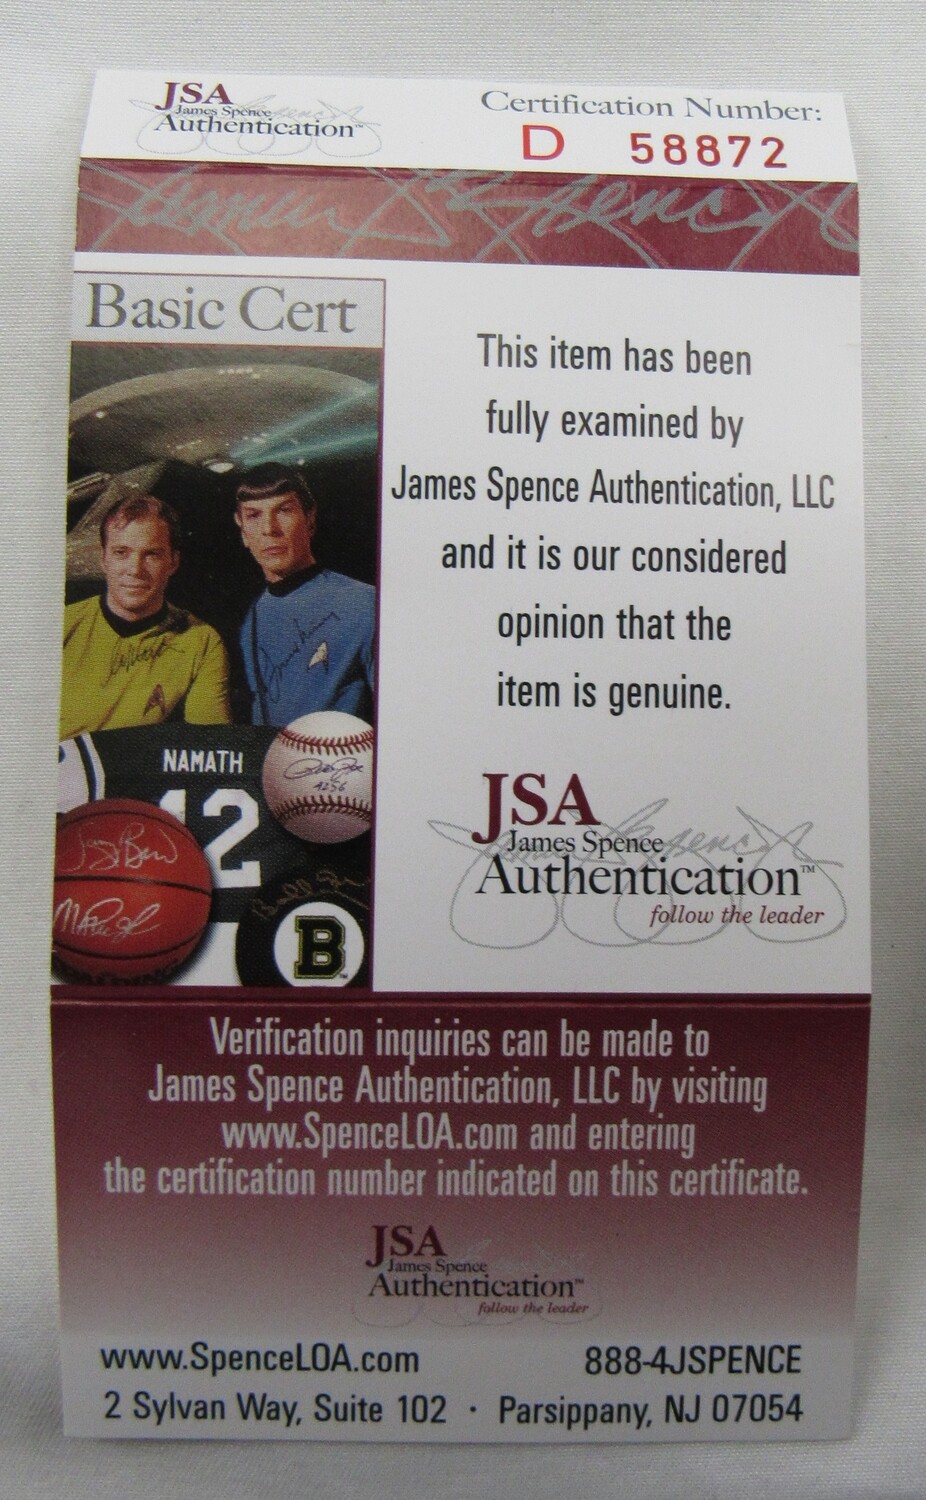 JSA
James Spence
Authentication™
Certification Number:
D 58872
James Spence
Basic Cert
NAMATH
12
4256
B
This item has been
fully examined by
James Spence Authentication, LLC
and it is our considered
opinion that the
item is genuine.
JSA
James Spence
Authentication™
follow the leader
Verification inquiries can be made to
James Spence Authentication, LLC by visiting
www.SpenceLOA.com and entering
the certification number indicated on this certificate.
JSA
James Spence
Authentication™
follow the leader
www.SpenceLOA.com 888-4JSPENCE
2 Sylvan Way, Suite 102 · Parsippany, NJ 07054